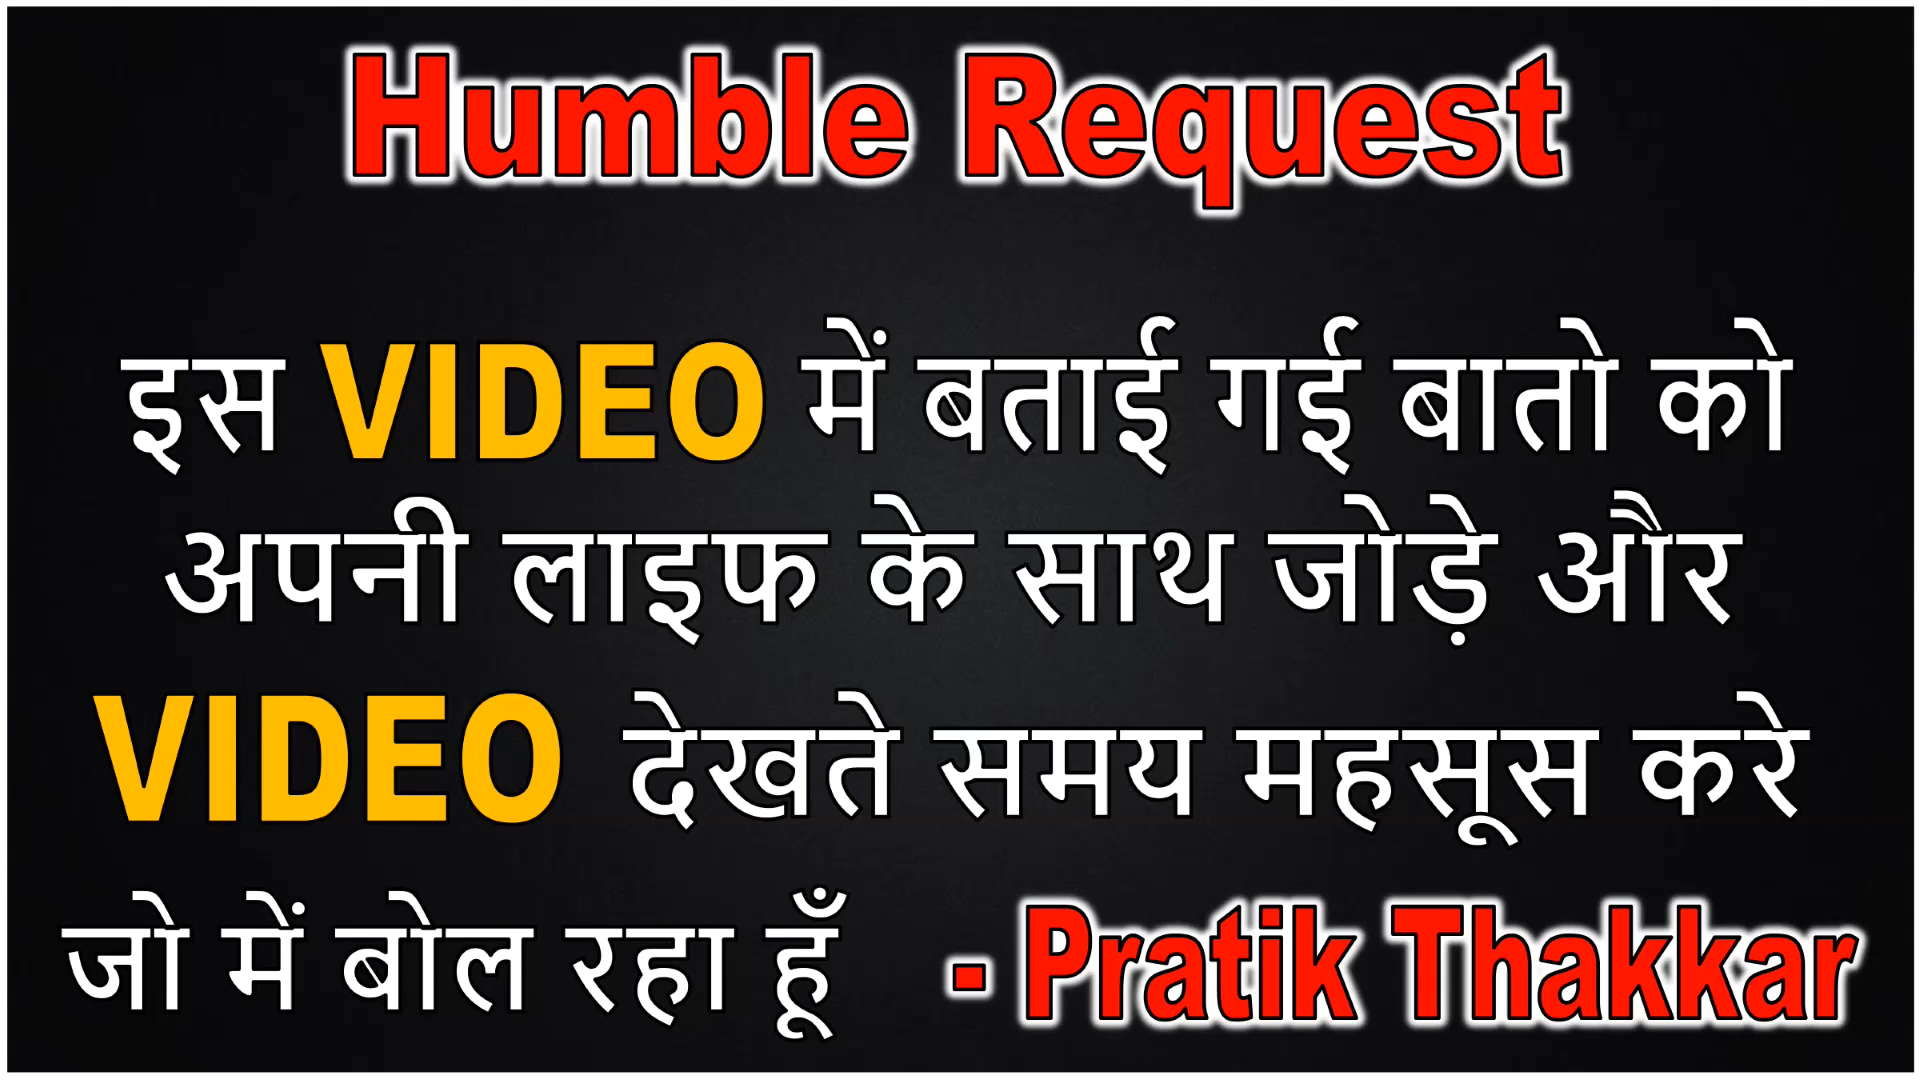 Humble Request
इस VIDEO में बताई गई बातो को
अपनी लाइफ के साथ जोड़े और
VIDEO देखते समय महसूस करे
जो में बोल रहा हूँ - Pratik Thakkar